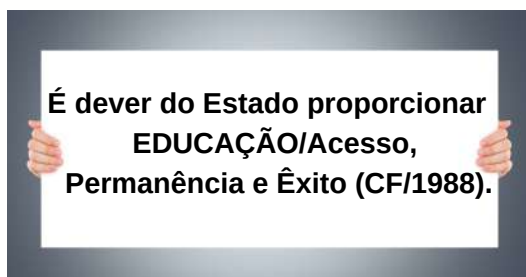 É dever do Estado proporcionar
EDUCAÇÃO/Acesso,
Permanência e Êxito (CF/1988).